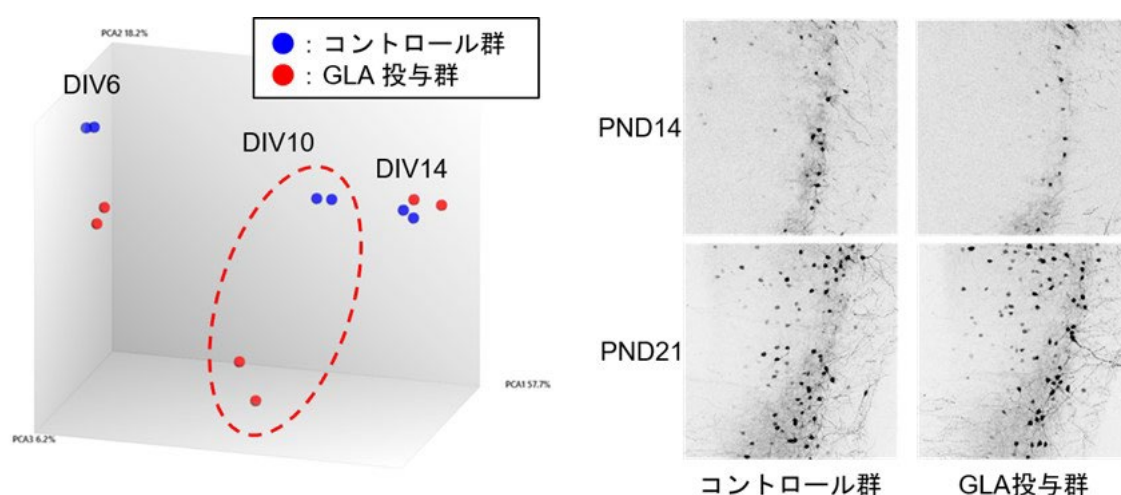 PCA2 18.2%
●：コントロール群
●：GLA 投与群
DIV6
DIV10
DIV14
PCA1 57.7%
PCA3 6.2%
PND14
PND21
コントロール群
GLA投与群